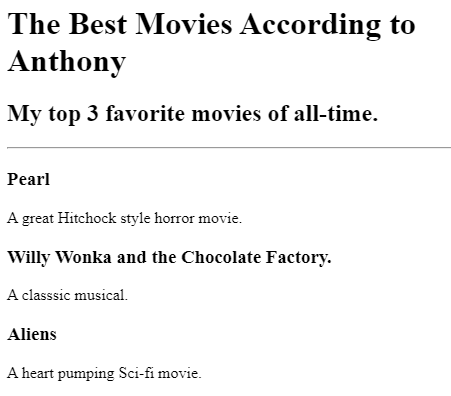 The Best Movies According to
Anthony
My top 3 favorite movies of all-time.
Pearl
A great Hitchock style horror movie.
Willy Wonka and the Chocolate Factory.
A classsic musical.
Aliens
A heart pumping Sci-fi movie.